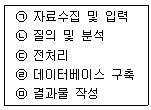 ㉠ 자료수집 및 입력
㉡ 질의 및 분석
㉢ 전처리
㉣ 데이터베이스 구축
㉤ 결과물 작성